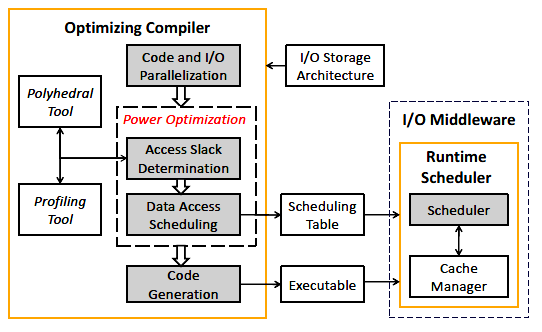 Optimizing Compiler
Code and I/O
Parallelization
I/O Storage
Architecture
Polyhedral
Tool
Power Optimization
Access Slack
Determination
Profiling
Tool
Data Access
Scheduling
Scheduling
Table
Code
Generation
Executable
I/O Middleware
Runtime
Scheduler
Scheduler
Cache
Manager